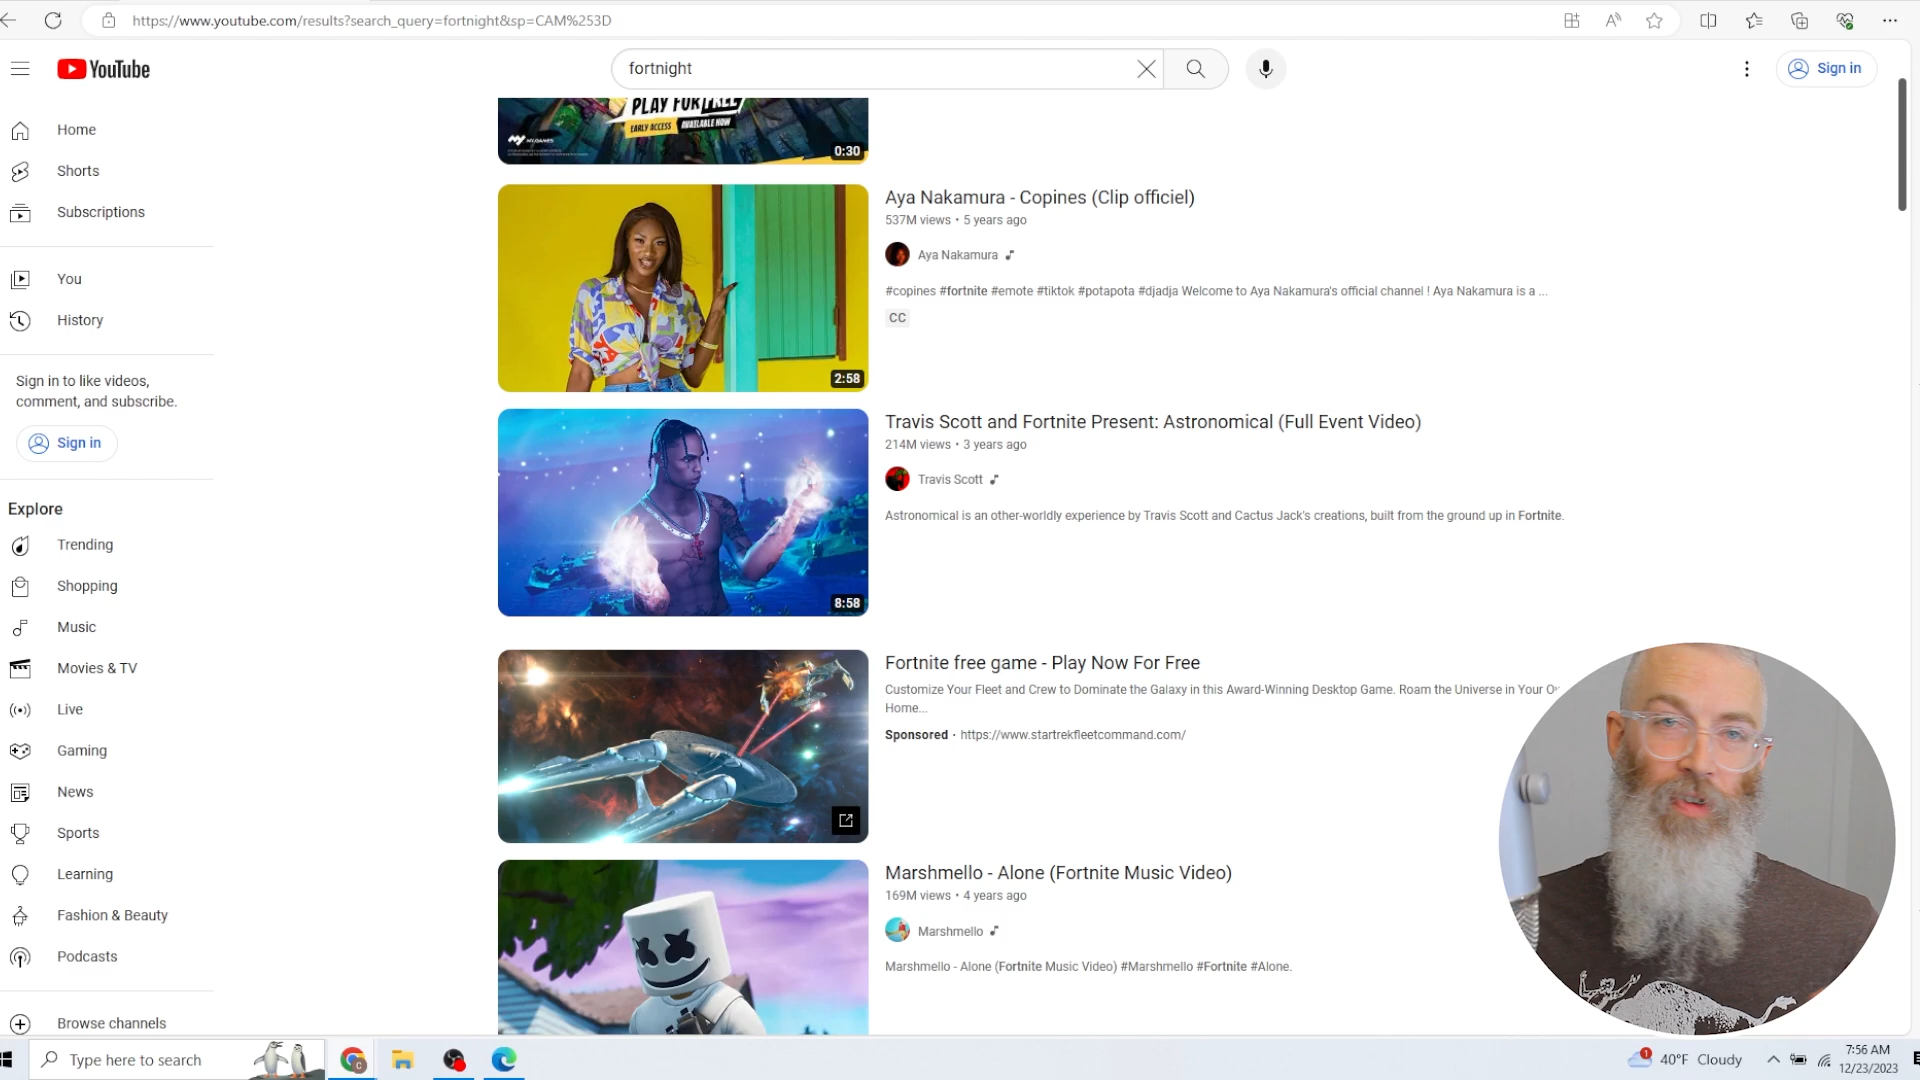 https://www.youtube.com/results?search_query=fortnight&sp=CAM%253D
YouTube
fortnight
Sign in
Home
Shorts
Subscriptions
You
History
Sign in to like videos,
comment, and subscribe.
Sign in
Explore
Trending
Shopping
Music
Movies & TV
Live
Gaming
News
Sports
Learning
Fashion & Beauty
Podcasts
Browse channels
PLAY FOR FREE
EARLY ACCESS AVAILABLE NOW
MY.GAMES
0:30
Aya Nakamura - Copines (Clip officiel)
537M views • 5 years ago
Aya Nakamura
#copines #fortnite #emote #tiktok #potapota #djadja Welcome to Aya Nakamura's official channel ! Aya Nakamura is a ...
CC
2:58
Travis Scott and Fortnite Present: Astronomical (Full Event Video)
214M views • 3 years ago
Travis Scott
Astronomical is an other-worldly experience by Travis Scott and Cactus Jack's creations, built from the ground up in Fortnite.
8:58
Fortnite free game - Play Now For Free
Customize Your Fleet and Crew to Dominate the Galaxy in this Award-Winning Desktop Game. Roam the Universe in Your
Home...
Sponsored · https://www.startrekfleetcommand.com/
Marshmello - Alone (Fortnite Music Video)
169M views • 4 years ago
Marshmello
Marshmello - Alone (Fortnite Music Video) #Marshmello #Fortnite #Alone.
Type here to search
1
40°F Cloudy
7:56 AM
12/23/2023